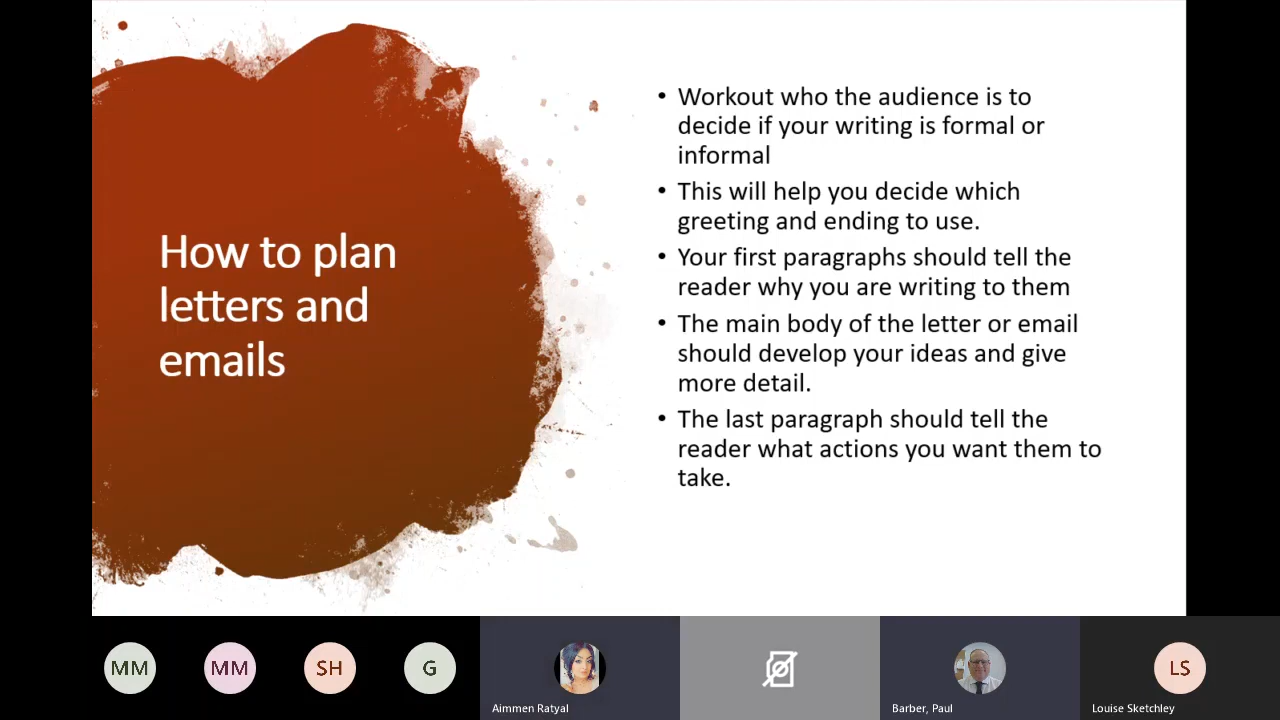 How to plan
letters and
emails
• Workout who the audience is to
decide if your writing is formal or
informal
• This will help you decide which
greeting and ending to use.
• Your first paragraphs should tell the
reader why you are writing to them
• The main body of the letter or email
should develop your ideas and give
more detail.
• The last paragraph should tell the
reader what actions you want them to
take.
MM MM SH G LS
Aimmen Ratyal Barber, Paul Louise Sketchley